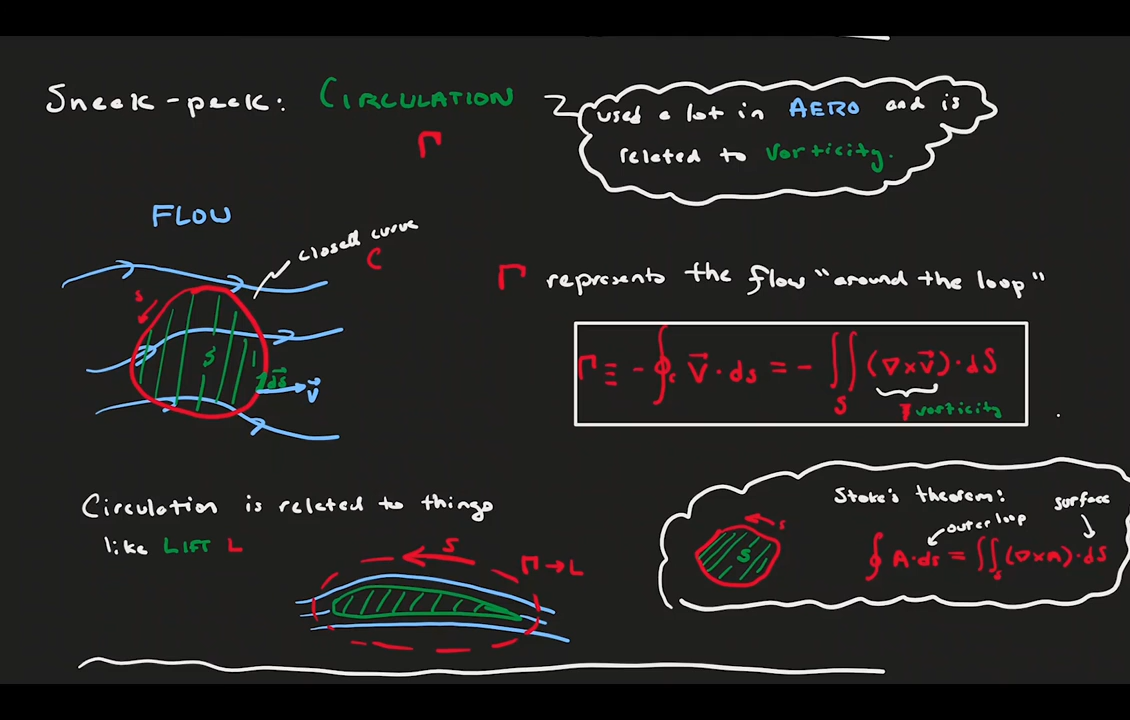 Sneek-peek: CIRCULATION
Γ
used a lot in AERO and is
related to vorticity.
FLOW
closed curve
C
s
S
ds⃗
V⃗
Γ represents the flow "around the loop"
Γ ≡ - ∮c V⃗ · ds = - ∬S (∇×V⃗) · dS
vorticity
Circulation is related to things
like LIFT L
S
Γ → L
Stoke's theorem:
outer loop
surface
s
S
∮ A · ds = ∬s (∇×A) · dS